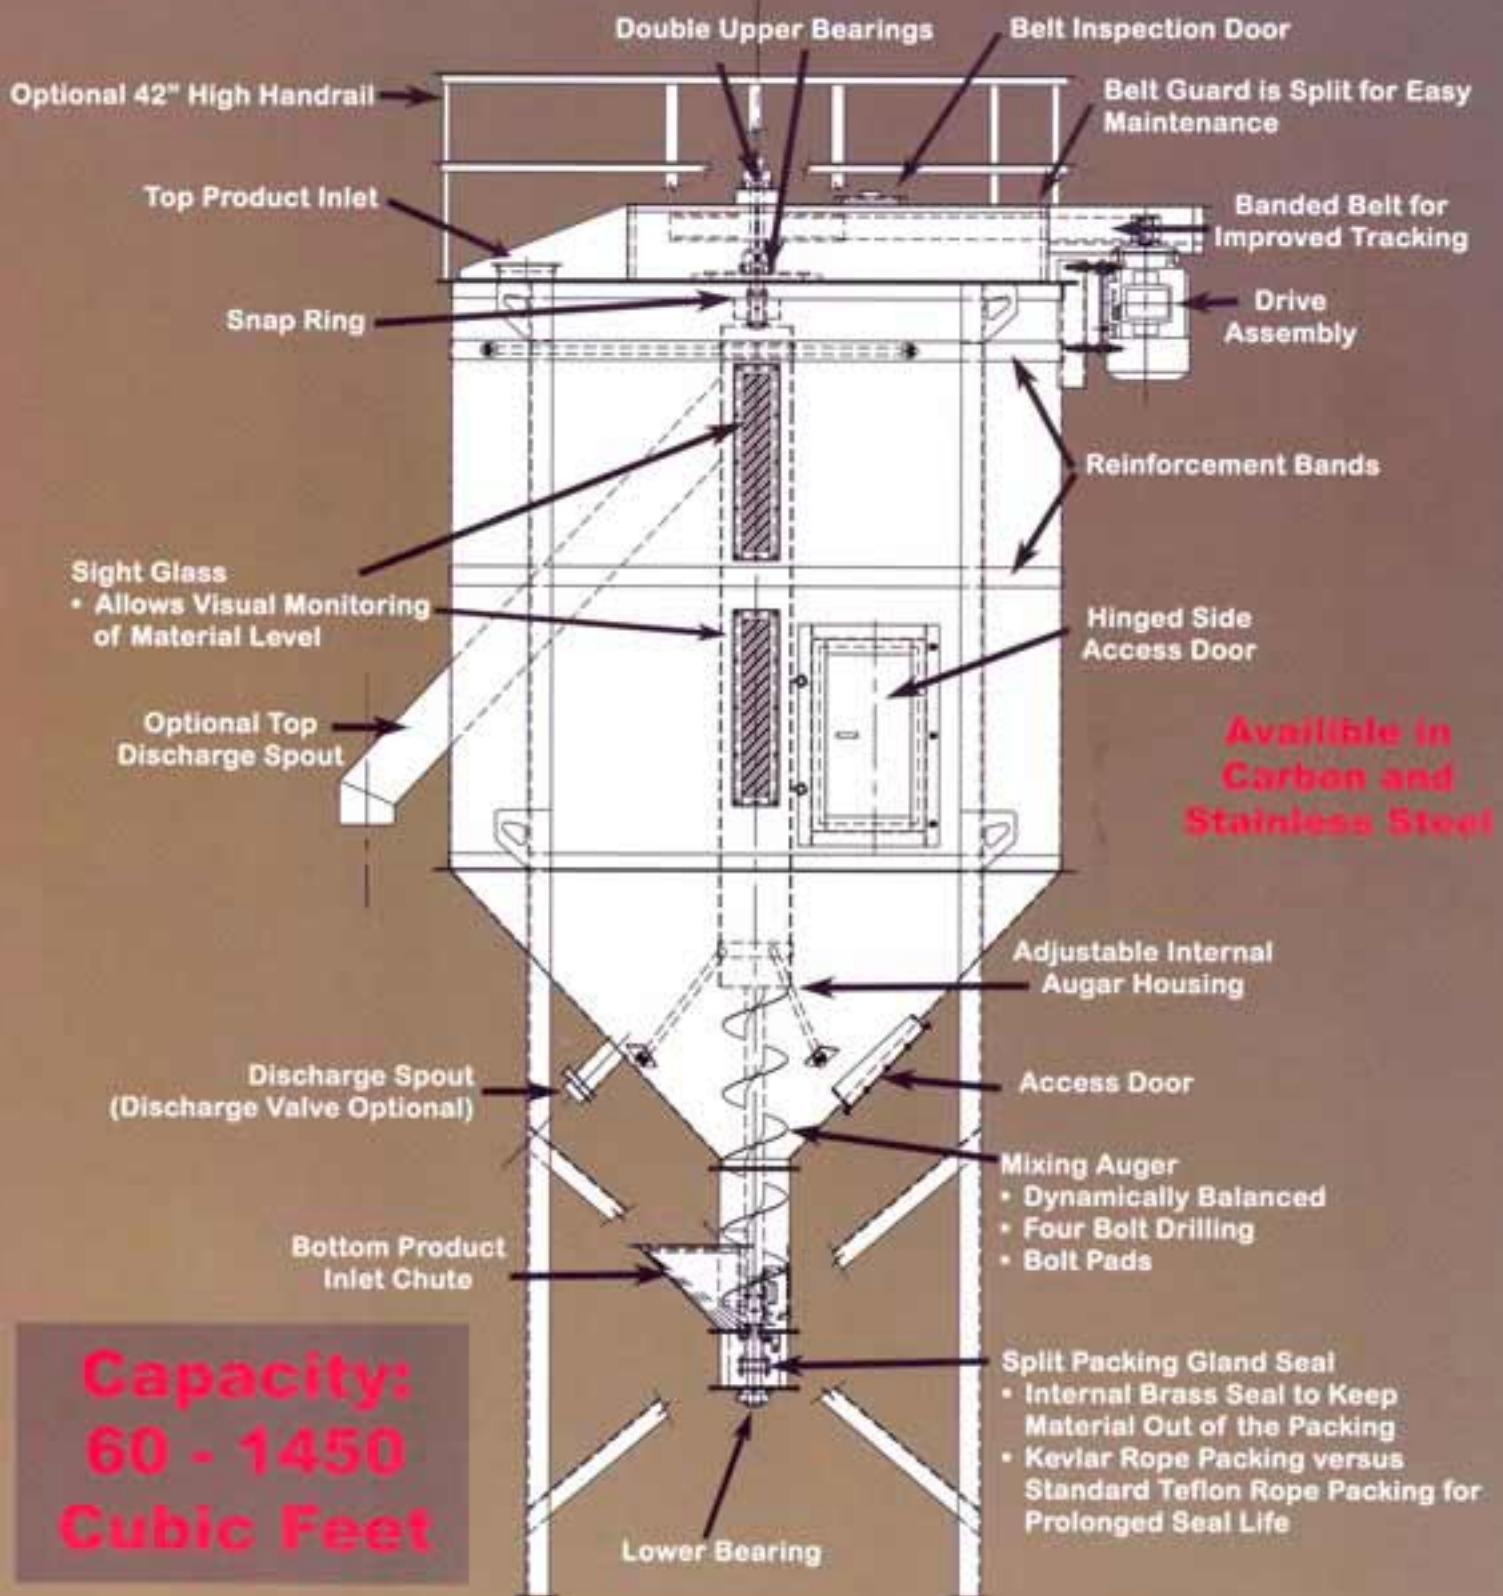 Double Upper Bearings
Belt Inspection Door
Optional 42" High Handrail
Belt Guard is Split for Easy
Maintenance
Top Product Inlet
Banded Belt for
Improved Tracking
Snap Ring
Drive
Assembly
Reinforcement Bands
Sight Glass
• Allows Visual Monitoring
of Material Level
Hinged Side
Access Door
Optional Top
Discharge Spout
Availible in
Carbon and
Stainless Steel
Adjustable Internal
Augar Housing
Discharge Spout
(Discharge Valve Optional)
Access Door
Mixing Auger
• Dynamically Balanced
• Four Bolt Drilling
• Bolt Pads
Bottom Product
Inlet Chute
Capacity:
60 - 1450
Cubic Feet
Split Packing Gland Seal
• Internal Brass Seal to Keep
Material Out of the Packing
• Kevlar Rope Packing versus
Standard Teflon Rope Packing for
Prolonged Seal Life
Lower Bearing